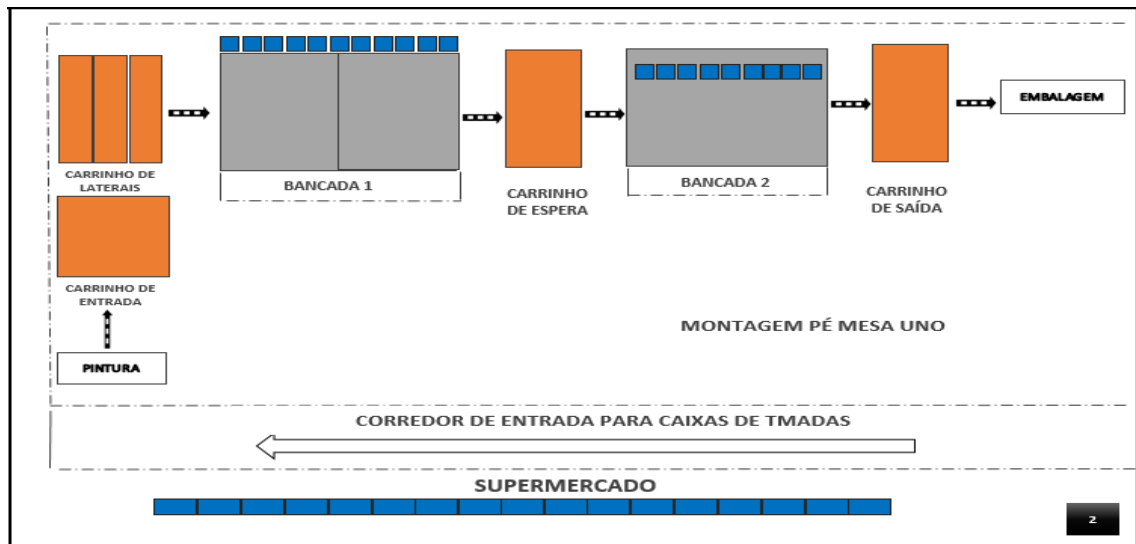 EMBALAGEM
CARRINHO DE
LATERAIS
BANCADA 1
CARRINHO
DE ESPERA
BANCADA 2
CARRINHO
DE SAÍDA
CARRINHO DE
ENTRADA
MONTAGEM PÉ MESA UNO
PINTURA
CORREDOR DE ENTRADA PARA CAIXAS DE TMADAS
SUPERMERCADO
2